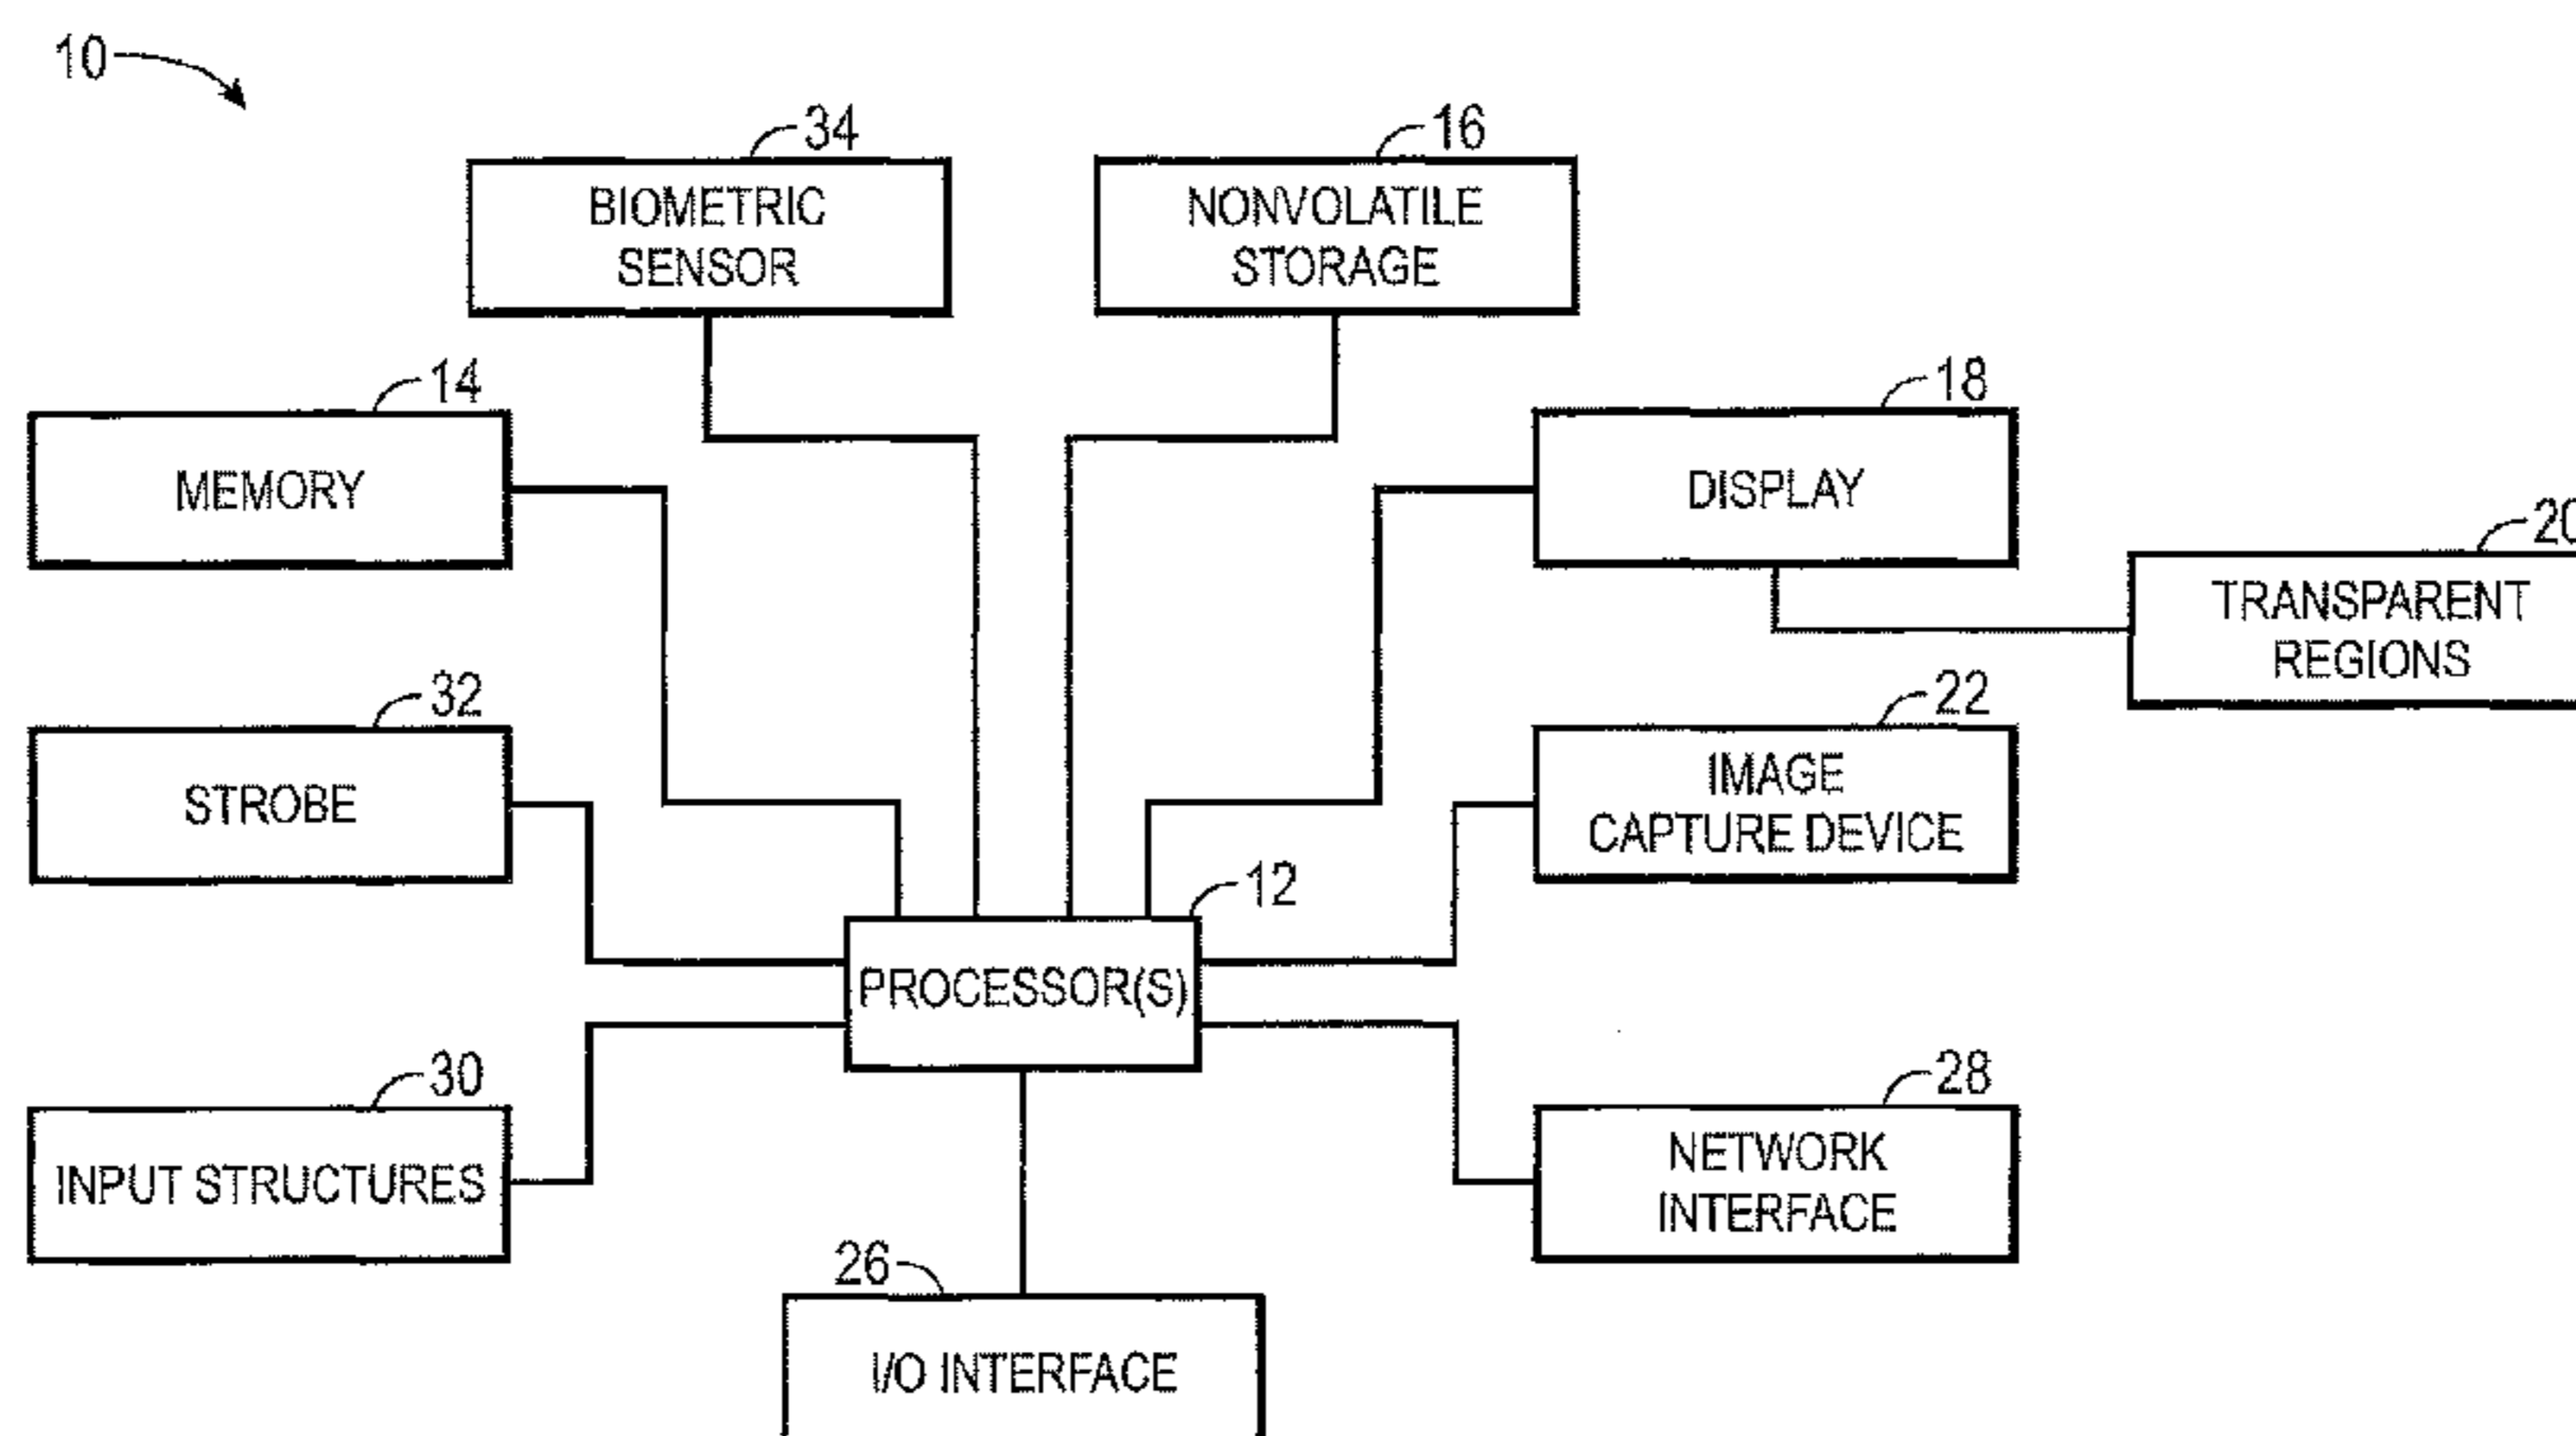 10
34
BIOMETRIC
SENSOR
16
NONVOLATILE
STORAGE
14
MEMORY
18
DISPLAY
20
TRANSPARENT
REGIONS
32
STROBE
22
IMAGE
CAPTURE DEVICE
12
PROCESSOR(S)
30
INPUT STRUCTURES
28
NETWORK
INTERFACE
26
I/O INTERFACE